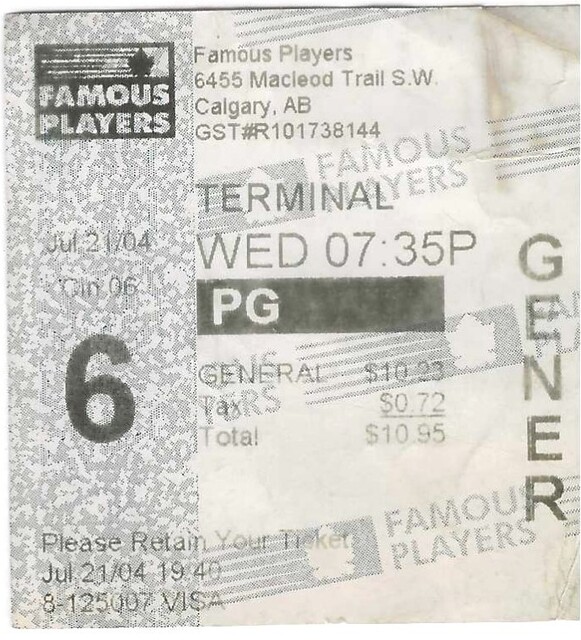 FAMOUS
PLAYERS
Famous Players
6455 Macleod Trail S.W.
Calgary, AB
GST#R101738144
FAMOUS
PLAYERS
TERMINAL
Jul 21/04
WED 07:35P
Cin 06
PG
6
GENERAL $10.23
Tax $0.72
Total $10.95
GENER
FAMOUS
PLAYERS
Please Retain Your Ticket
Jul 21/04 19:40
8-125007 VISA